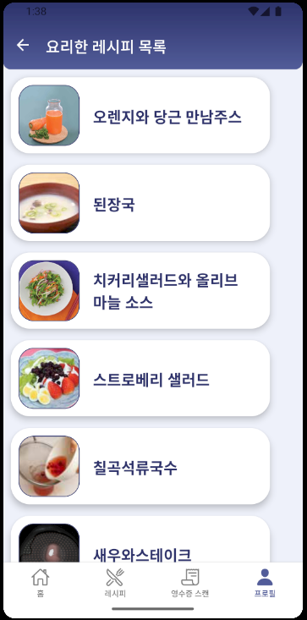 1:38
요리한 레시피 목록
오렌지와 당근 만남주스
된장국
치커리샐러드와 올리브
마늘 소스
스트로베리 샐러드
칠곡석류국수
새우와스테이크
홈
레시피
영수증 스캔
프로필